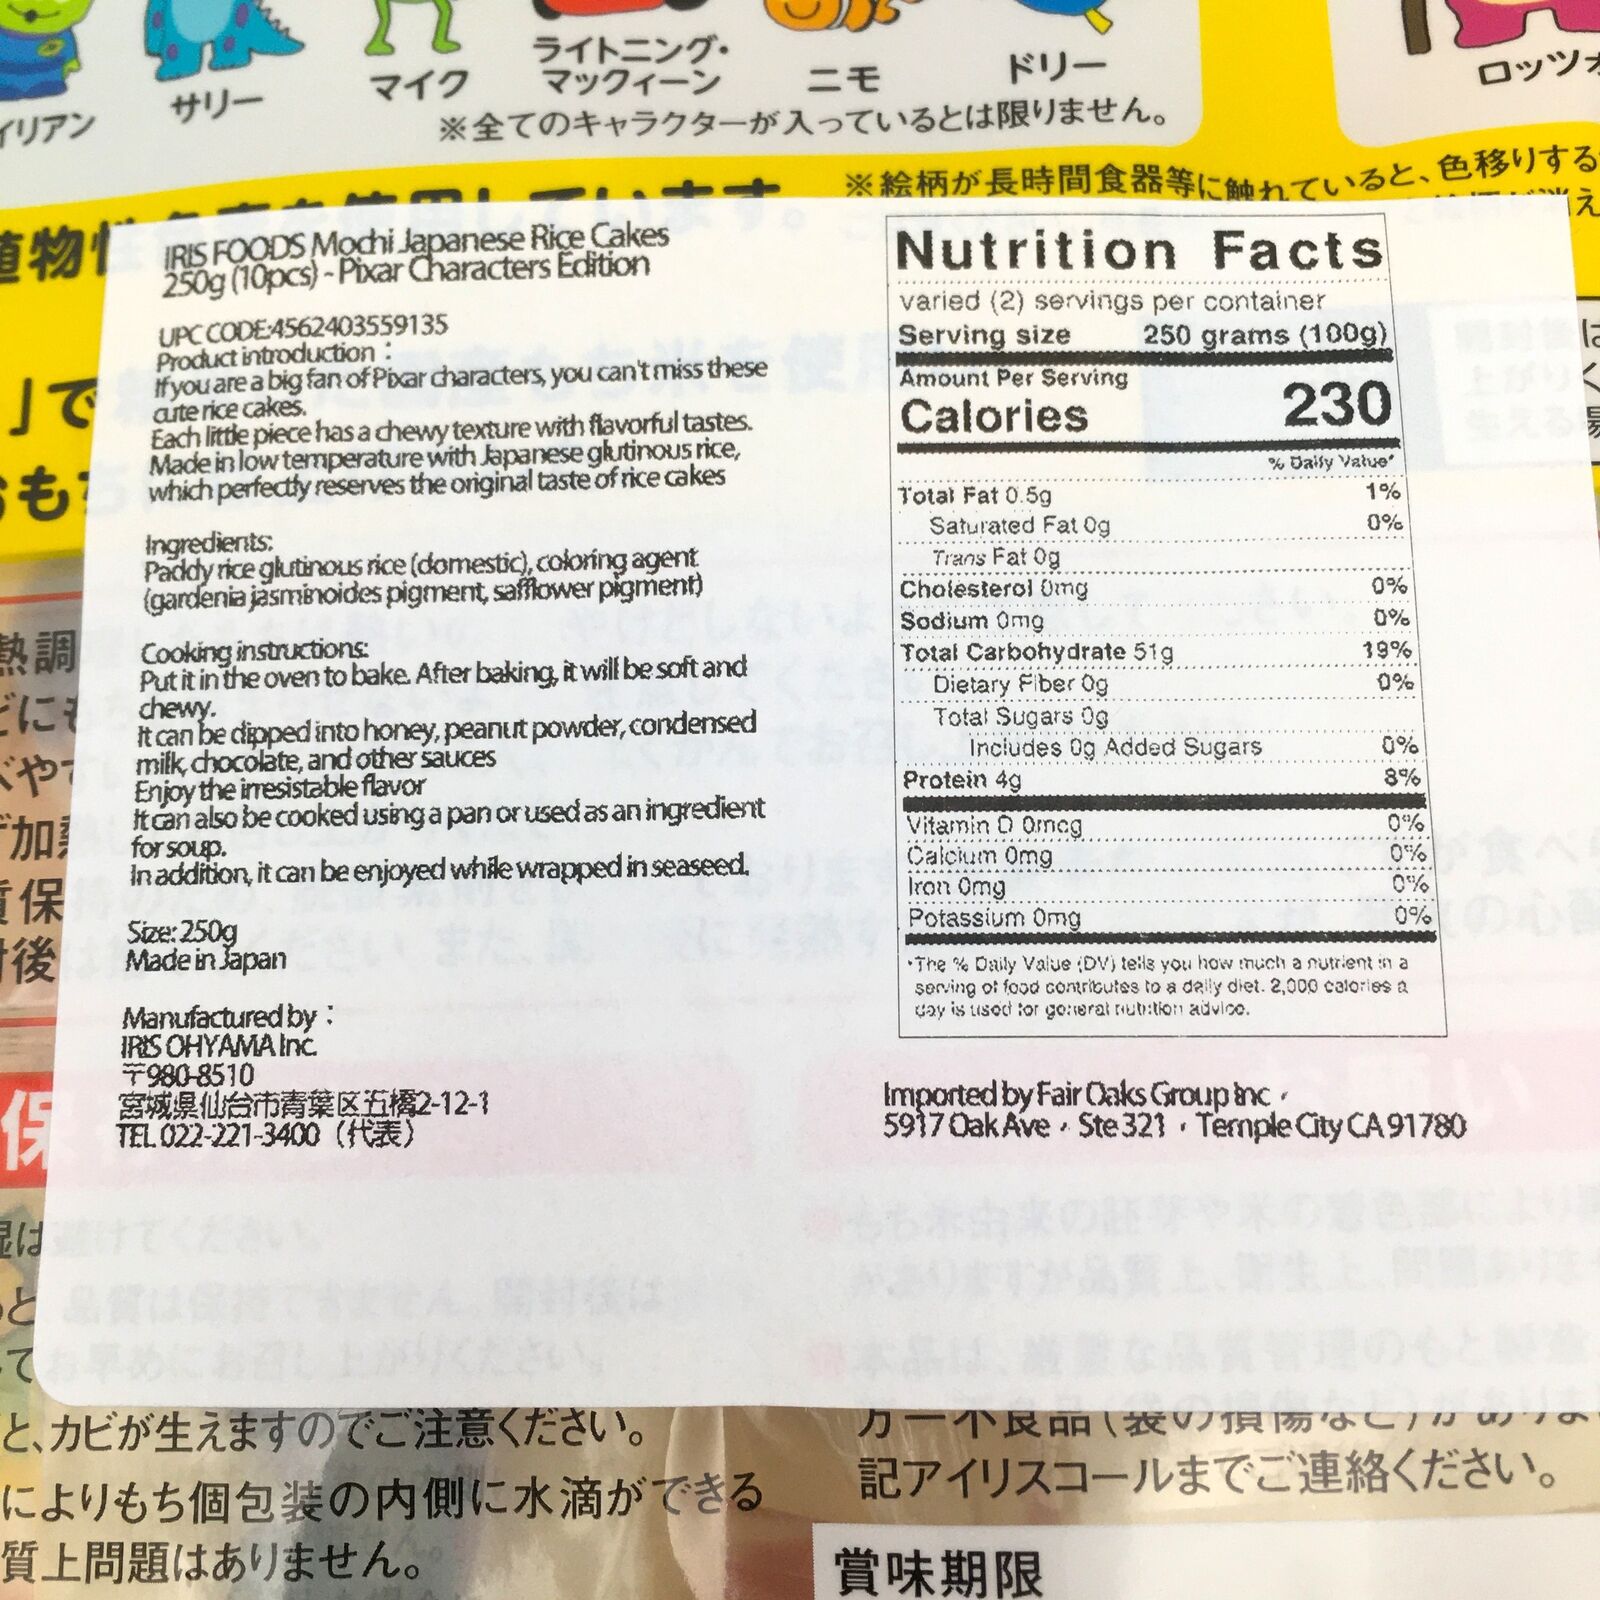 サリー
マイク
ライトニング・
マックィーン
ニモ
ドリー
イリアン
ロッツォ
※全てのキャラクターが入っているとは限りません。
※絵柄が長時間食器等に触れていると、色移りする
IRIS FOODS Mochi Japanese Rice Cakes
250g (10pcs) - Pixar Characters Edition
UPC CODE:4562403559135
Product introduction：
If you are a big fan of Pixar characters, you can't miss these
cute rice cakes.
Each little piece has a chewy texture with flavorful tastes.
Made in low temperature with Japanese glutinous rice,
which perfectly reserves the original taste of rice cakes
Ingredients:
Paddy rice glutinous rice (domestic), coloring agent
(gardenia jasminoides pigment, safflower pigment)
Cooking instructions:
Put it in the oven to bake. After baking, it will be soft and
chewy.
It can be dipped into honey, peanut powder, condensed
milk, chocolate, and other sauces
Enjoy the irresistable flavor
It can also be cooked using a pan or used as an ingredient
for soup.
In addition, it can be enjoyed while wrapped in seaseed.
Size: 250g
Made in Japan
Manufactured by：
IRIS OHYAMA Inc.
〒980-8510
宮城県仙台市青葉区五橋2-12-1
TEL 022-221-3400（代表）
Nutrition Facts
varied (2) servings per container
Serving size 250 grams (100g)
Amount Per Serving
Calories 230
% Daily Value*
Total Fat 0.5g 1%
Saturated Fat 0g 0%
Trans Fat 0g
Cholesterol 0mg 0%
Sodium 0mg 0%
Total Carbohydrate 51g 19%
Dietary Fiber 0g 0%
Total Sugars 0g
Includes 0g Added Sugars 0%
Protein 4g 8%
Vitamin D 0mcg 0%
Calcium 0mg 0%
Iron 0mg 0%
Potassium 0mg 0%
*The % Daily Value (DV) tells you how much a nutrient in a
serving of food contributes to a daily diet. 2,000 calories a
day is used for general nutrition advice.
Imported by Fair Oaks Group Inc，
5917 Oak Ave，Ste 321，Temple City CA 91780
と、カビが生えますのでご注意ください。
によりもち個包装の内側に水滴ができる
質上問題はありません。
万一不良品（袋の損傷など）がありま
記アイリスコールまでご連絡ください。
賞味期限